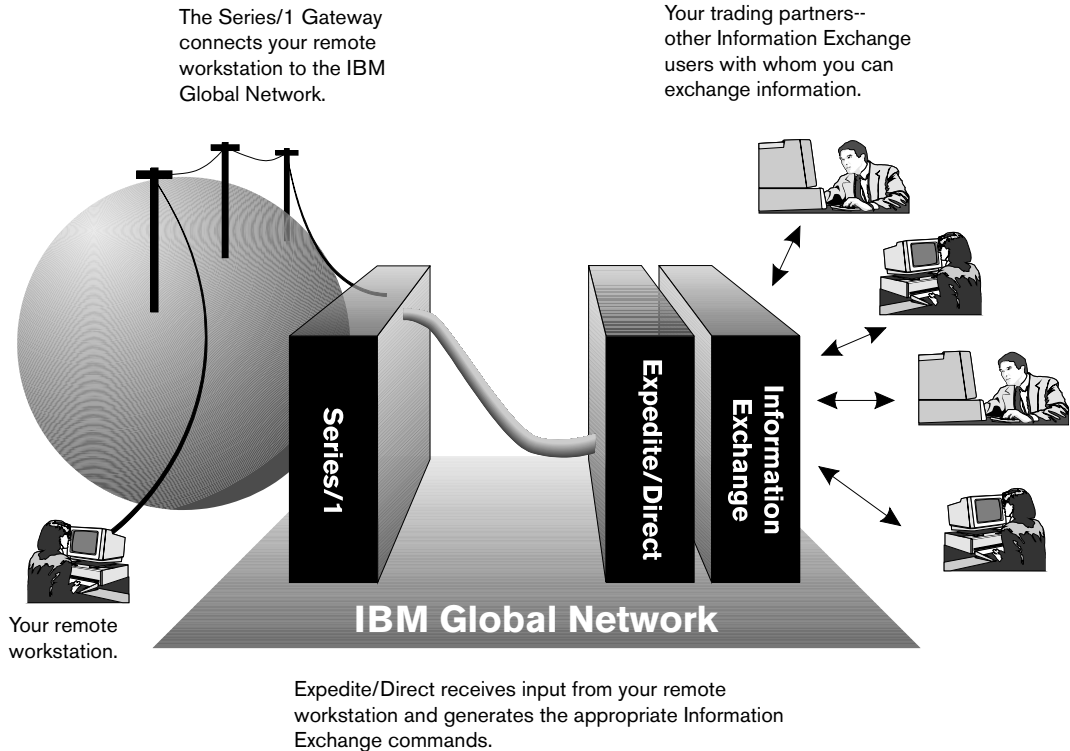 The Series/1 Gateway
connects your remote
workstation to the IBM
Global Network.
Your trading partners--
other Information Exchange
users with whom you can
exchange information.
Series/1
Expedite/Direct
Information
Exchange
IBM Global Network
Your remote
workstation.
Expedite/Direct receives input from your remote
workstation and generates the appropriate Information
Exchange commands.